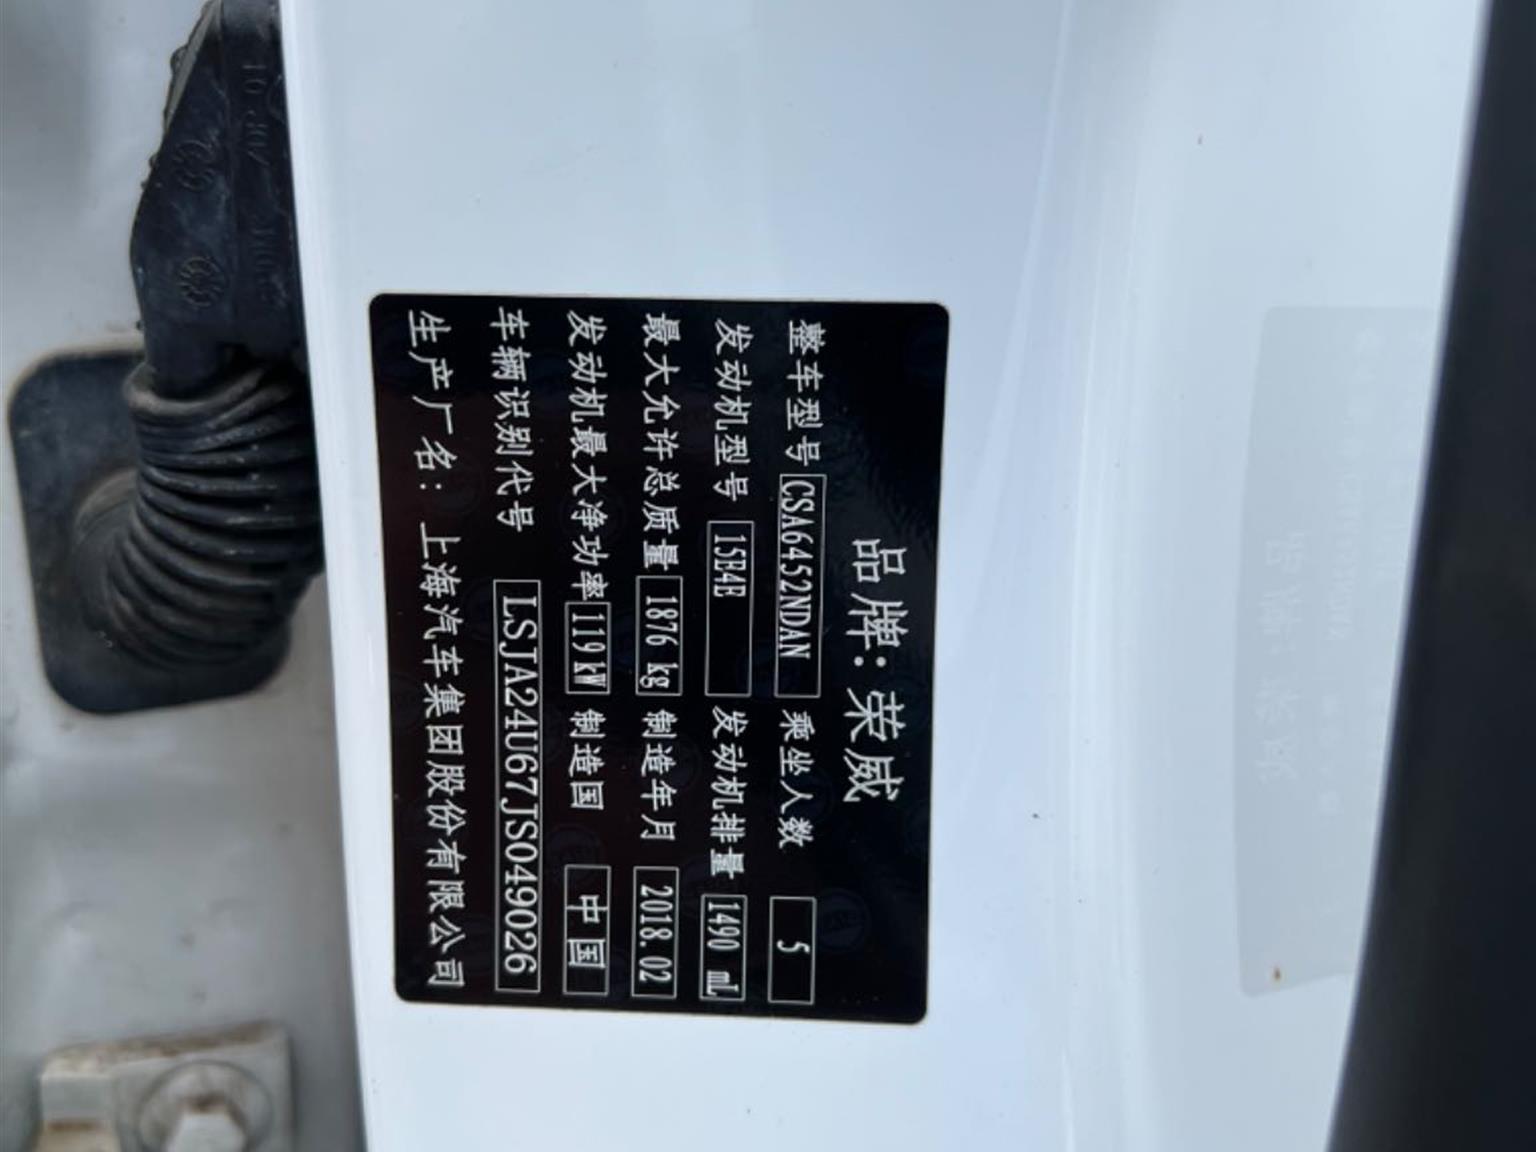 品牌: 荣威
整车型号 CSA6452NDAN 乘坐人数 5
发动机型号 15B4E 发动机排量 1490 mL
最大允许总质量 1876 kg 制造年月 2018.02
发动机最大净功率 119kW 制造国 中国
车辆识别代号 LSJA24U67JS049026
生产厂名: 上海汽车集团股份有限公司